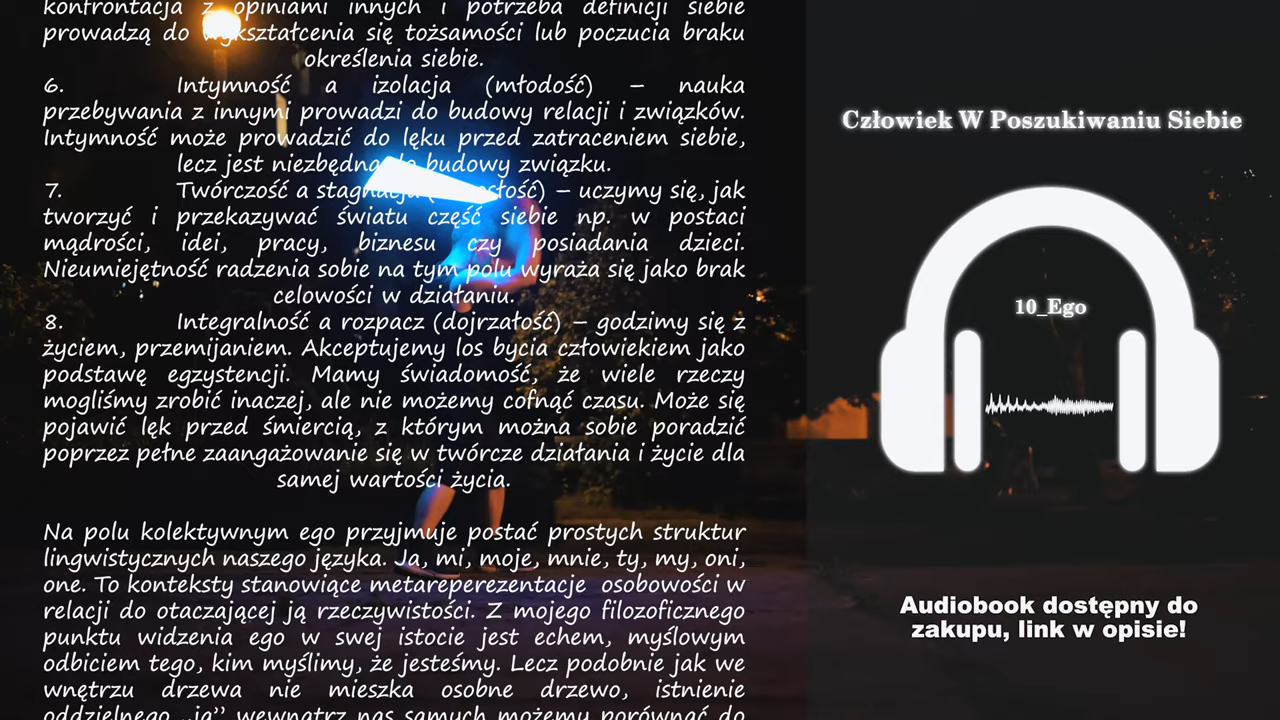 konfrontacja z opiniami innych i potrzeba definicji siebie
prowadzą do wykształcenia się tożsamości lub poczucia braku
określenia siebie.
6. Intymność a izolacja (młodość) – nauka
przebywania z innymi prowadzi do budowy relacji i związków.
Intymność może prowadzić do lęku przed zatraceniem siebie,
lecz jest niezbędna do budowy związku.
7. Twórczość a stagnacja (dorosłość) – uczymy się, jak
tworzyć i przekazywać światu część siebie np. w postaci
mądrości, idei, pracy, biznesu czy posiadania dzieci.
Nieumiejętność radzenia sobie na tym polu wyraża się jako brak
celowości w działaniu.
8. Integralność a rozpacz (dojrzałość) – godzimy się z
życiem, przemijaniem. Akceptujemy los bycia człowiekiem jako
podstawę egzystencji. Mamy świadomość, że wiele rzeczy
mogliśmy zrobić inaczej, ale nie możemy cofnąć czasu. Może się
pojawić lęk przed śmiercią, z którym można sobie poradzić
poprzez pełne zaangażowanie się w twórcze działania i życie dla
samej wartości życia.
Na polu kolektywnym ego przyjmuje postać prostych struktur
lingwistycznych naszego języka. Ja, mi, moje, mnie, ty, my, oni,
one. To konteksty stanowiące metareperezentacje osobowości w
relacji do otaczającej ją rzeczywistości. Z mojego filozoficznego
punktu widzenia ego w swej istocie jest echem, myślowym
odbiciem tego, kim myślimy, że jesteśmy. Lecz podobnie jak we
wnętrzu drzewa nie mieszka osobne drzewo, istnienie
oddzielnego „ja” wewnątrz nas samych możemy porównać do
Człowiek W Poszukiwaniu Siebie
10_Ego
Audiobook dostępny do
zakupu, link w opisie!